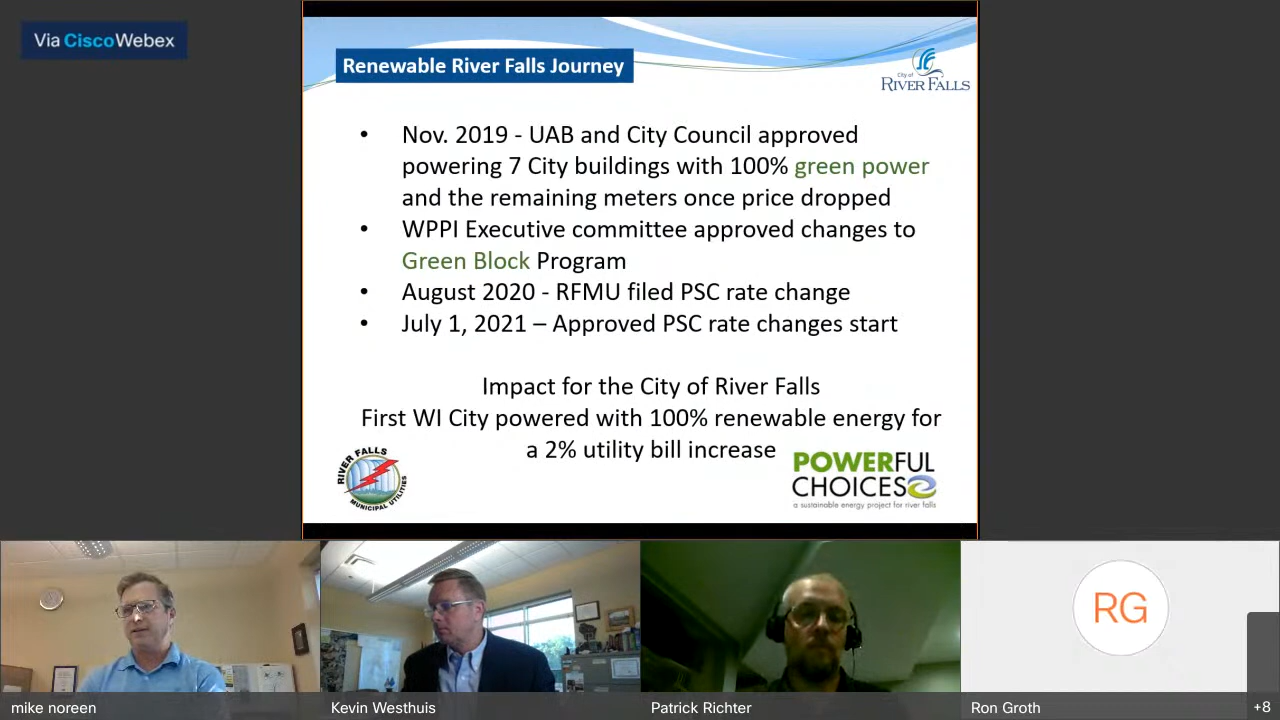 Via CiscoWebex
Renewable River Falls Journey
City of
RIVER FALLS
• Nov. 2019 - UAB and City Council approved
powering 7 City buildings with 100% green power
and the remaining meters once price dropped
• WPPI Executive committee approved changes to
Green Block Program
• August 2020 - RFMU filed PSC rate change
• July 1, 2021 – Approved PSC rate changes start
Impact for the City of River Falls
First WI City powered with 100% renewable energy for
a 2% utility bill increase
RIVER FALLS
MUNICIPAL UTILITIES
POWERFUL
CHOICES
a sustainable energy project for river falls
RG
mike noreen
Kevin Westhuis
Patrick Richter
Ron Groth
+8